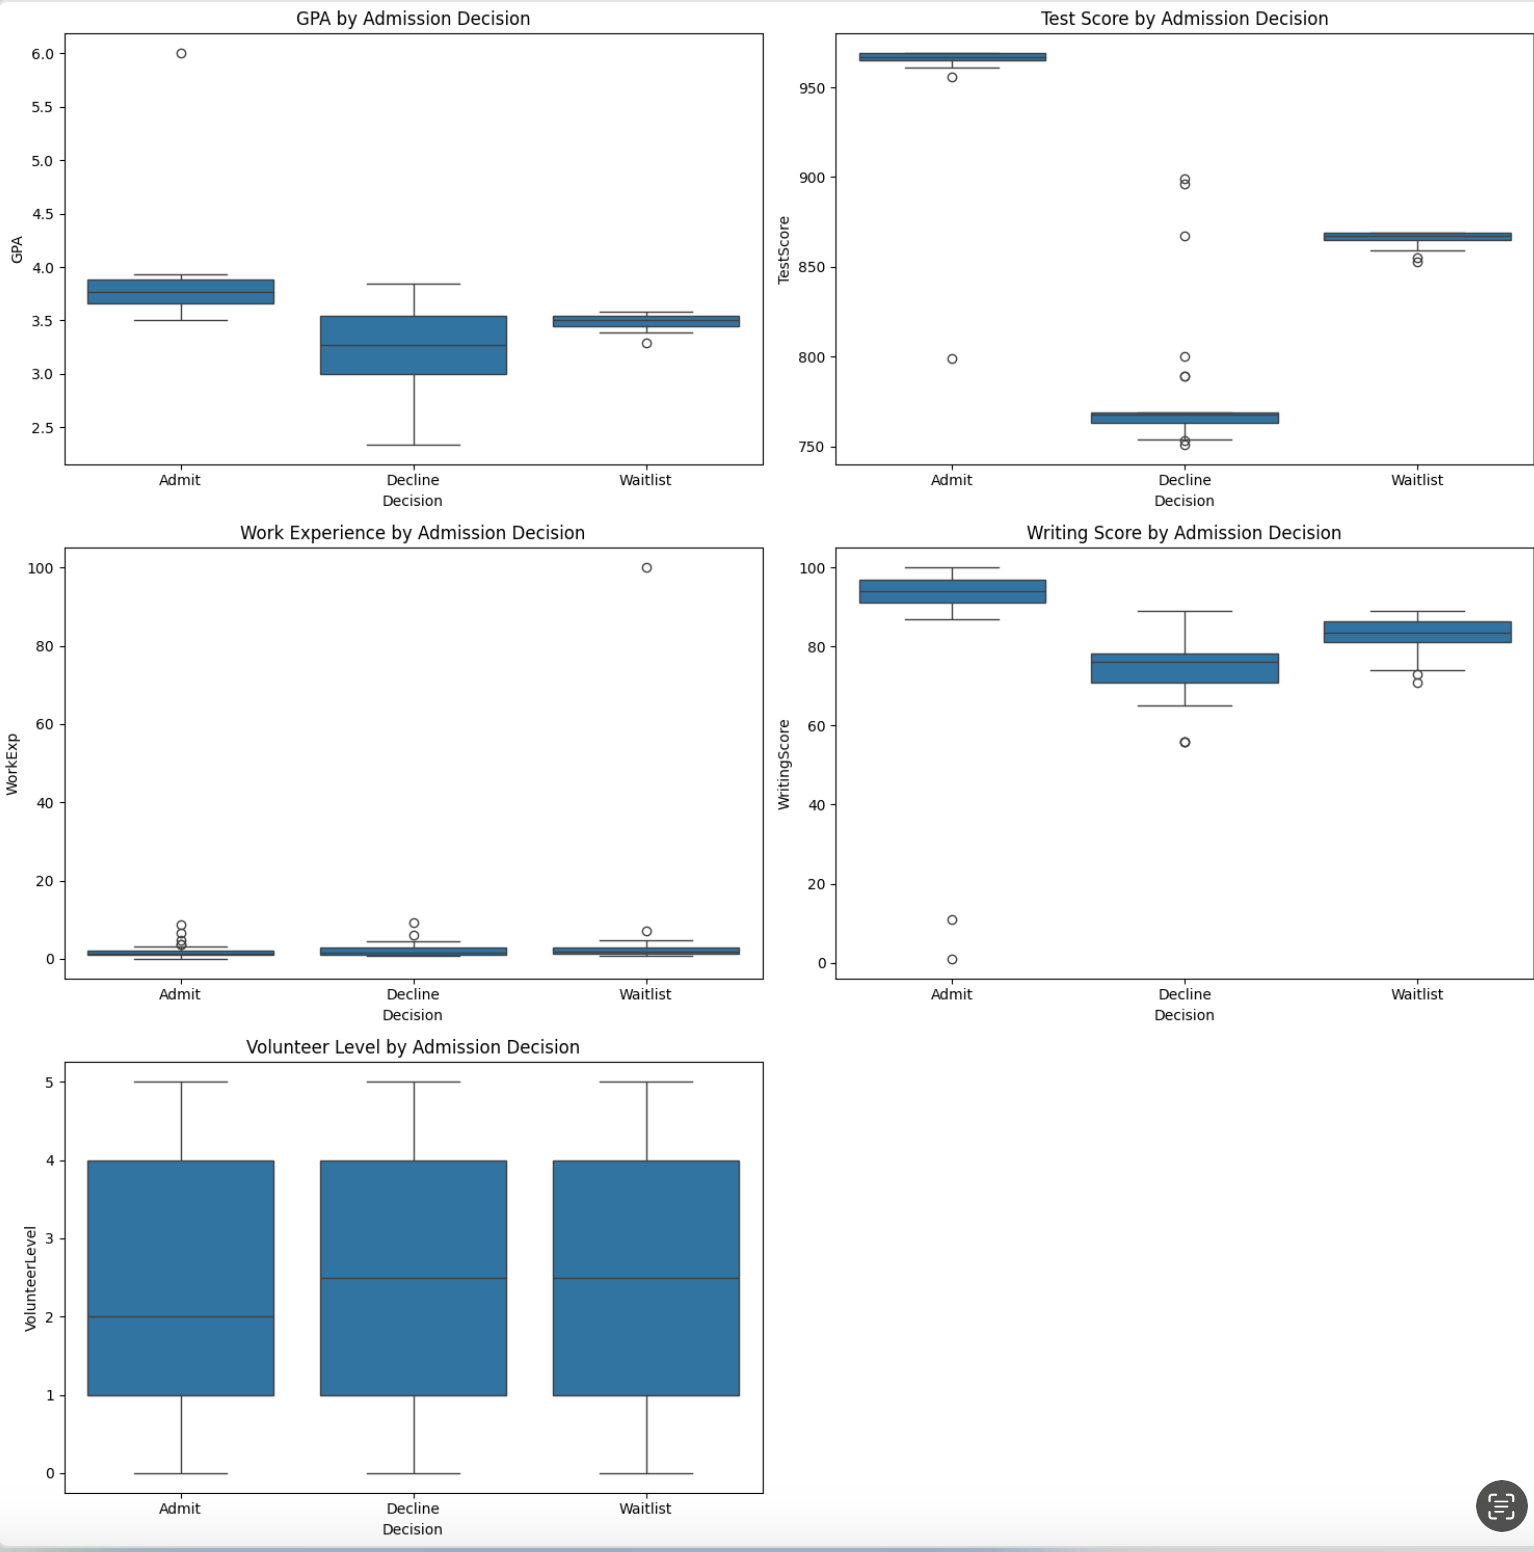 GPA by Admission Decision
6.0
5.5
5.0
4.5
4.0
3.5
3.0
2.5
GPA
Admit Decline Waitlist
Decision
Test Score by Admission Decision
950
900
850
800
750
TestScore
Admit Decline Waitlist
Decision
Work Experience by Admission Decision
100
80
60
40
20
0
WorkExp
Admit Decline Waitlist
Decision
Writing Score by Admission Decision
100
80
60
40
20
0
WritingScore
Admit Decline Waitlist
Decision
Volunteer Level by Admission Decision
5
4
3
2
1
0
VolunteerLevel
Admit Decline Waitlist
Decision